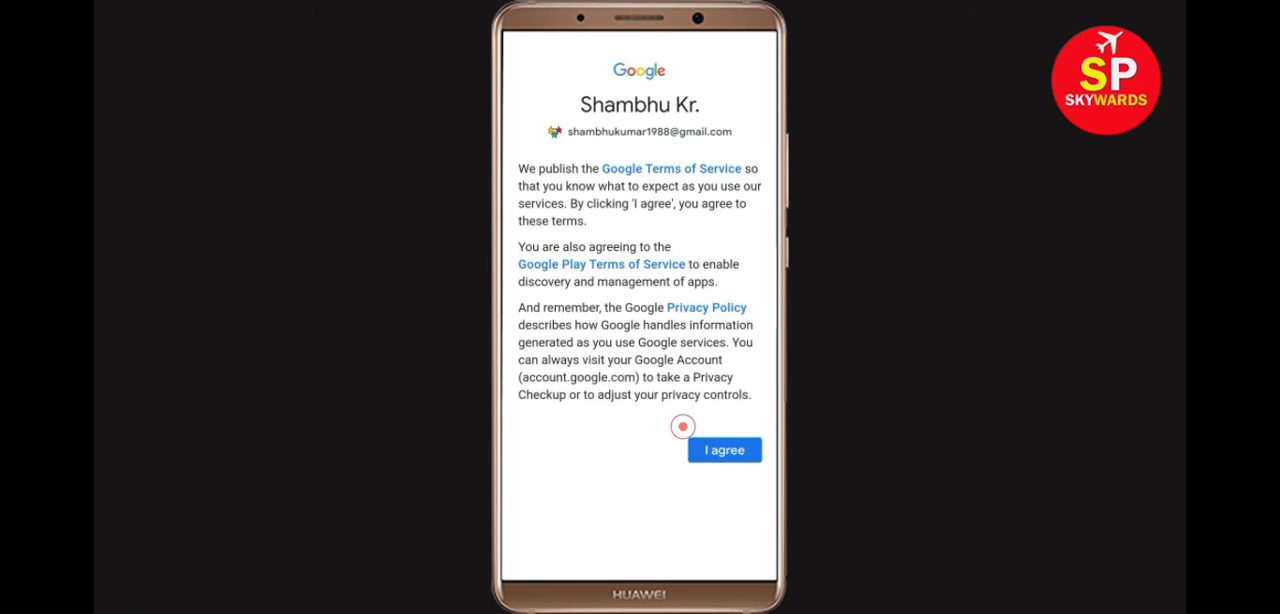 Google
Shambhu Kr.
shambhukumar1988@gmail.com
We publish the Google Terms of Service so
that you know what to expect as you use our
services. By clicking 'I agree', you agree to
these terms.
You are also agreeing to the
Google Play Terms of Service to enable
discovery and management of apps.
And remember, the Google Privacy Policy
describes how Google handles information
generated as you use Google services. You
can always visit your Google Account
(account.google.com) to take a Privacy
Checkup or to adjust your privacy controls.
I agree
HUAWEI
SP
SKYWARDS